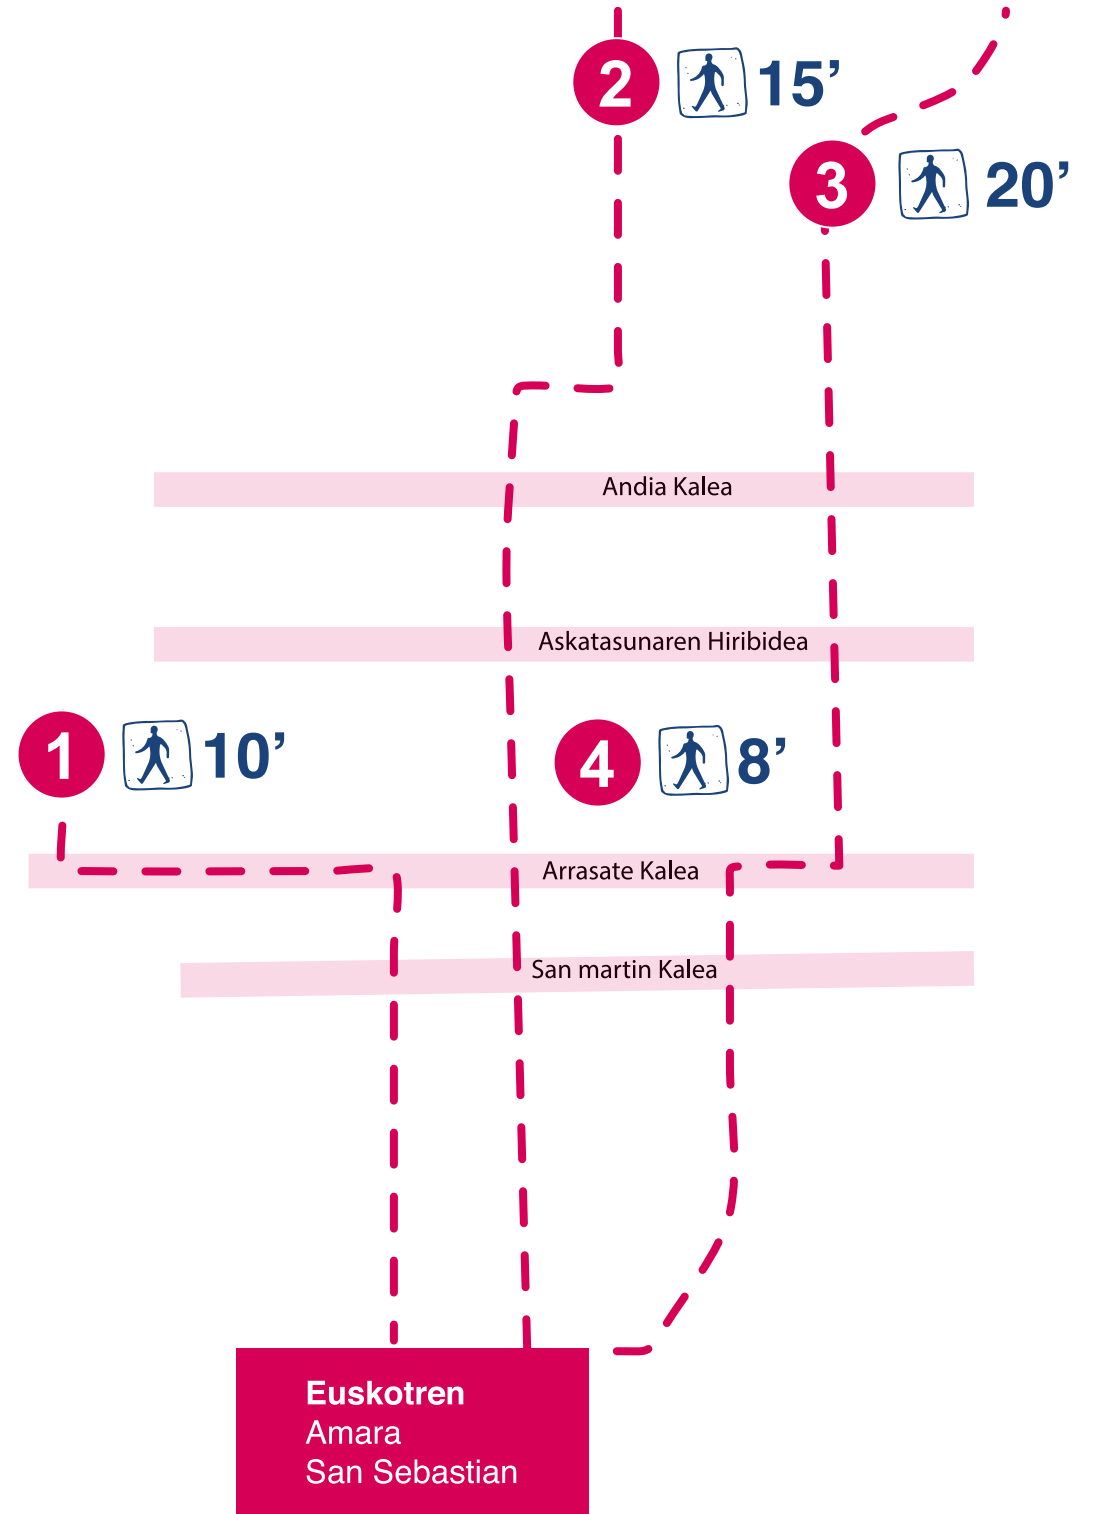 2 15’
3 20’
Andia Kalea
Askatasunaren Hiribidea
1 10’
4 8’
Arrasate Kalea
San martin Kalea
Euskotren
Amara
San Sebastian